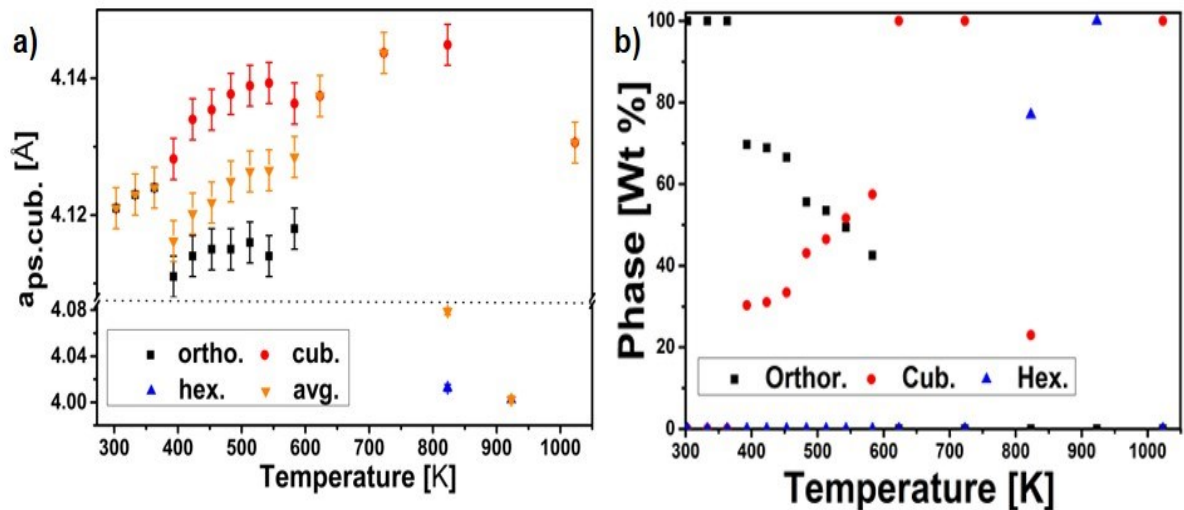 a)
4.14
4.12
4.08
4.04
4.00
aps.cub. [Å]
ortho. cub.
hex. avg.
300 400 500 600 700 800 900 1000
Temperature [K]
b)
100
80
60
40
20
0
Phase [Wt %]
Orthor. Cub. Hex.
300 400 500 600 700 800 900 1000
Temperature [K]